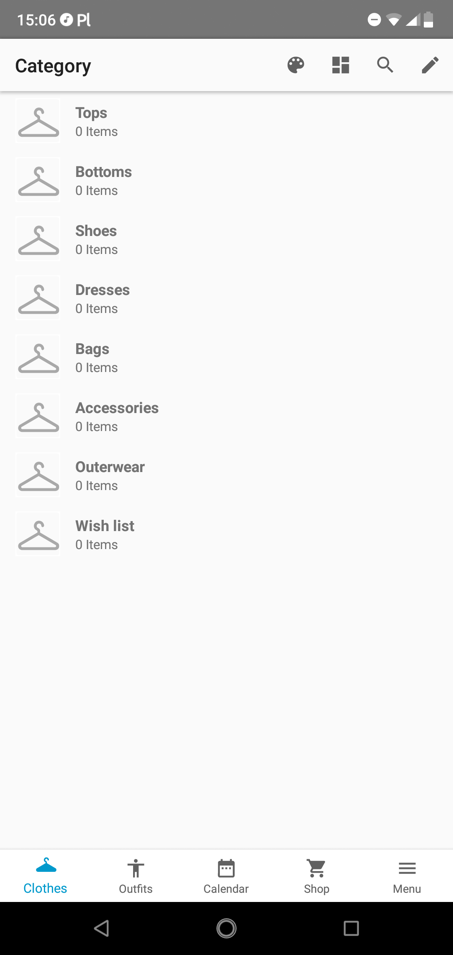 15:06 Pl
Category
Tops
0 Items
Bottoms
0 Items
Shoes
0 Items
Dresses
0 Items
Bags
0 Items
Accessories
0 Items
Outerwear
0 Items
Wish list
0 Items
Clothes Outfits Calendar Shop Menu